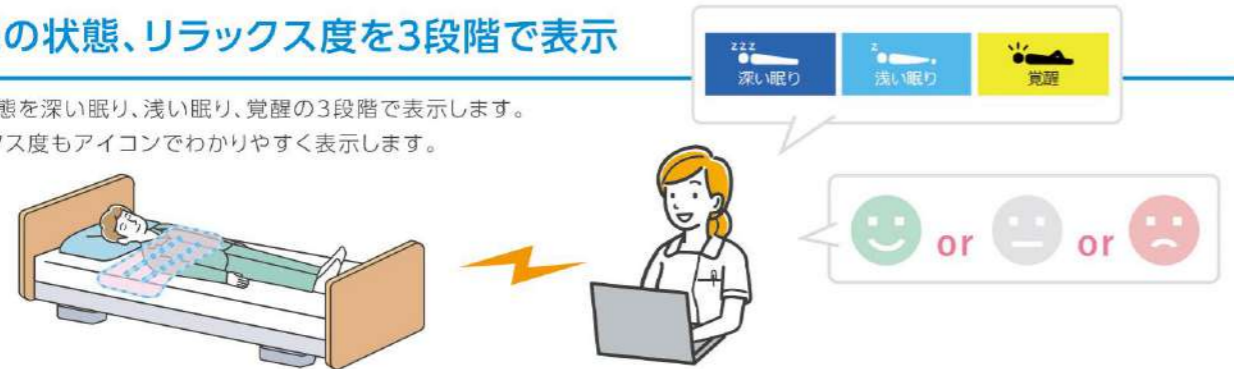 の状態、リラックス度を3段階で表示
態を深い眠り、浅い眠り、覚醒の3段階で表示します。
クス度もアイコンでわかりやすく表示します。
zzz
深い眠り
z
浅い眠り
覚醒
or
or